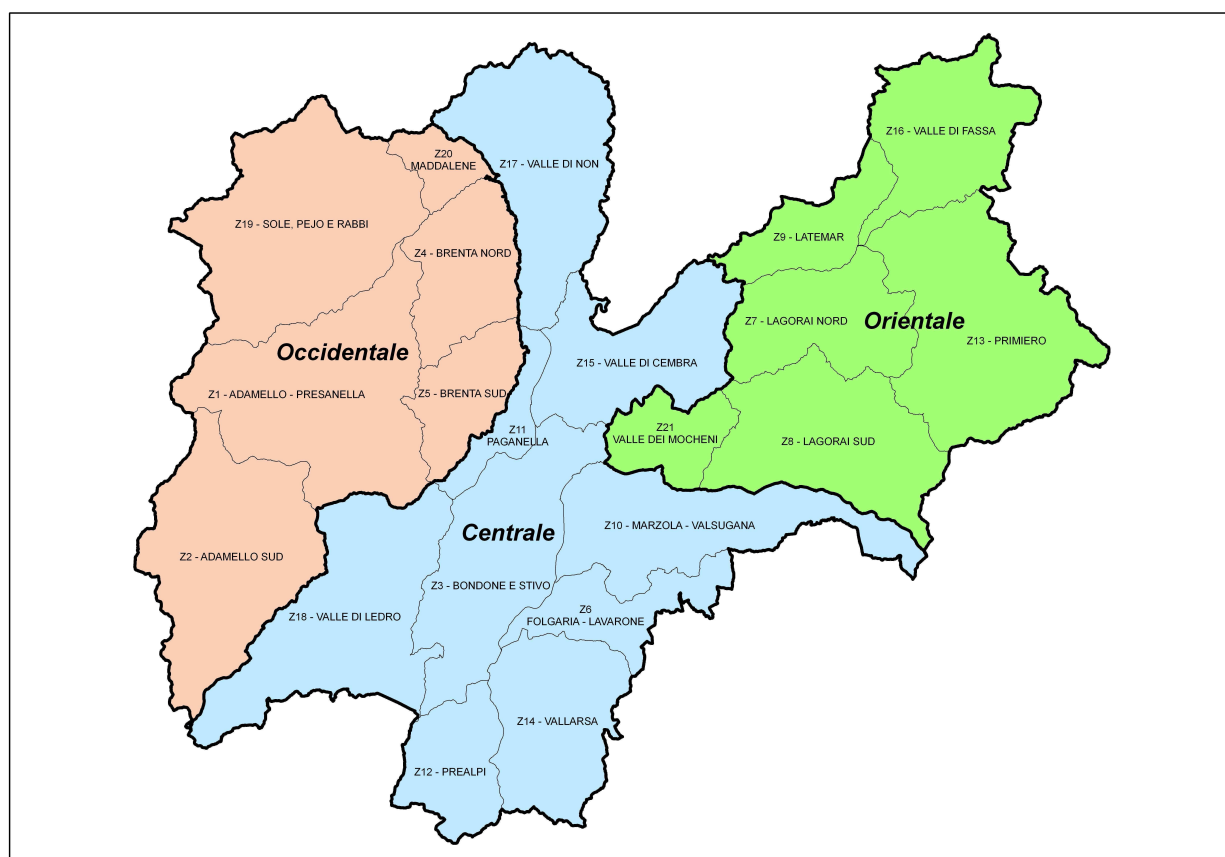 Z16 - VALLE DI FASSA
Z20
MADDALENE
Z17 - VALLE DI NON
Z19 - SOLE, PEJO E RABBI
Z9 - LATEMAR
Z4 - BRENTA NORD
Z7 - LAGORAI NORD
Orientale
Z13 - PRIMIERO
Occidentale
Z15 - VALLE DI CEMBRA
Z1 - ADAMELLO - PRESANELLA
Z5 - BRENTA SUD
Z11
PAGANELLA
Z21
VALLE DEI MOCHENI
Z8 - LAGORAI SUD
Z10 - MARZOLA - VALSUGANA
Centrale
Z2 - ADAMELLO SUD
Z3 - BONDONE E STIVO
Z6
FOLGARIA - LAVARONE
Z18 - VALLE DI LEDRO
Z14 - VALLARSA
Z12 - PREALPI